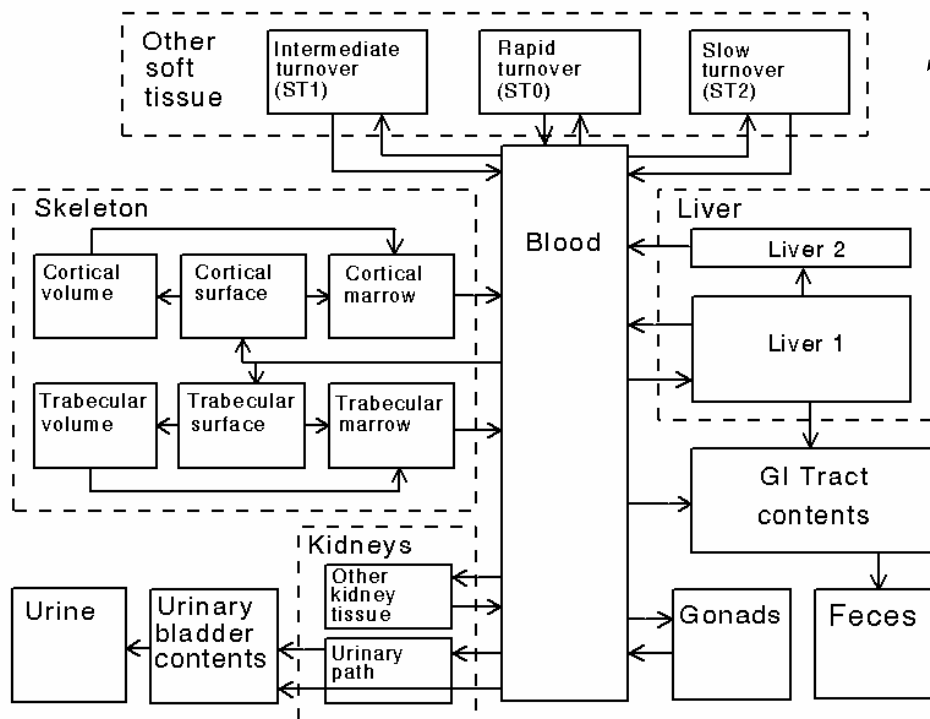 Other
soft
tissue
Intermediate
turnover
(ST1)
Rapid
turnover
(ST0)
Slow
turnover
(ST2)
Skeleton
Cortical
volume
Cortical
surface
Cortical
marrow
Trabecular
volume
Trabecular
surface
Trabecular
marrow
Blood
Liver
Liver 2
Liver 1
GI Tract
contents
Kidneys
Other
kidney
tissue
Urinary
path
Urine
Urinary
bladder
contents
Gonads
Feces